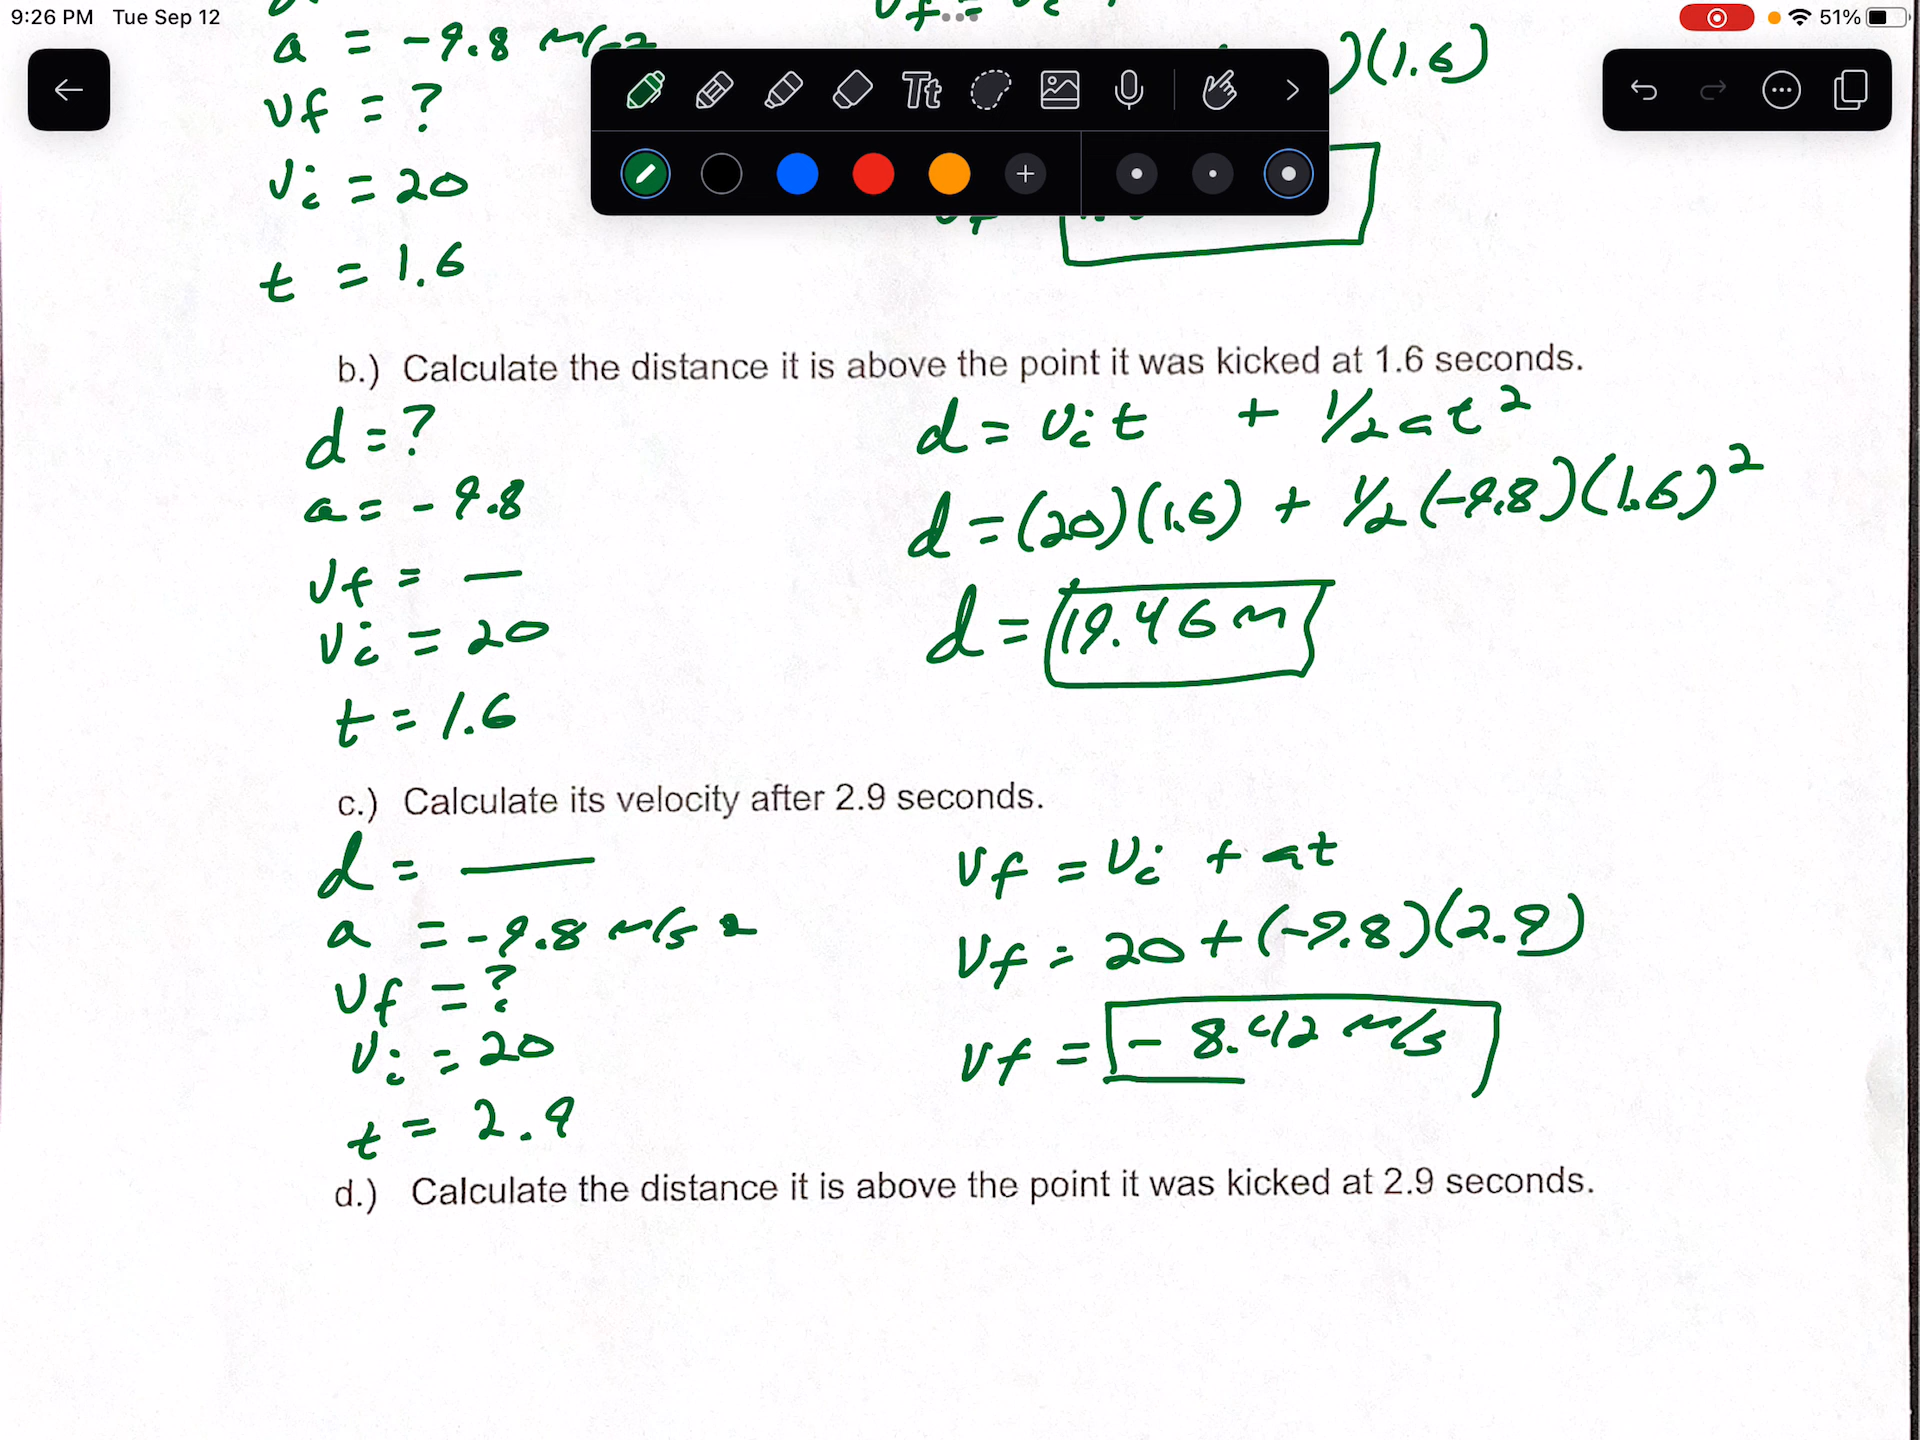 9:26 PM Tue Sep 12
51%
a = -9.8 m/s2
)(1.6)
vf = ?
Tt
vi = 20
t = 1.6
b.) Calculate the distance it is above the point it was kicked at 1.6 seconds.
d = ?
d = vit + 1/2at²
a = -9.8
d = (20)(1.6) + 1/2(-9.8)(1.6)²
vf = —
d = 19.46 m
vi = 20
t = 1.6
c.) Calculate its velocity after 2.9 seconds.
d = —
vf = vi + at
a = -9.8 m/s2
vf = 20 + (-9.8)(2.9)
vf = ?
vf = -8.42 m/s
vi = 20
t = 2.9
d.) Calculate the distance it is above the point it was kicked at 2.9 seconds.